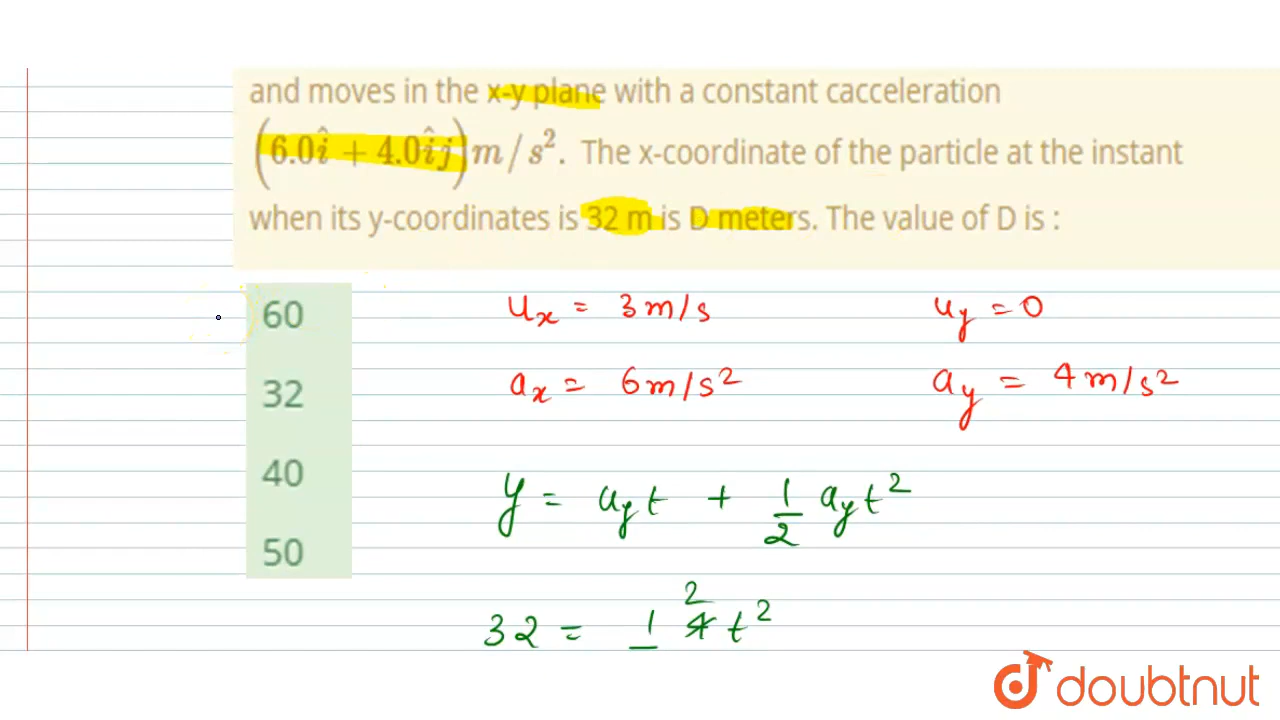 and moves in the x-y plane with a constant cacceleration
(6.0î + 4.0îj) m/s². The x-coordinate of the particle at the instant
when its y-coordinates is 32 m is D meters. The value of D is :
60
32
40
50
uₓ = 3 m/s u_y = 0
aₓ = 6 m/s² a_y = 4 m/s²
y = u_y t + 1/2 a_y t²
2
32 = 1 4 t²
doubtnut